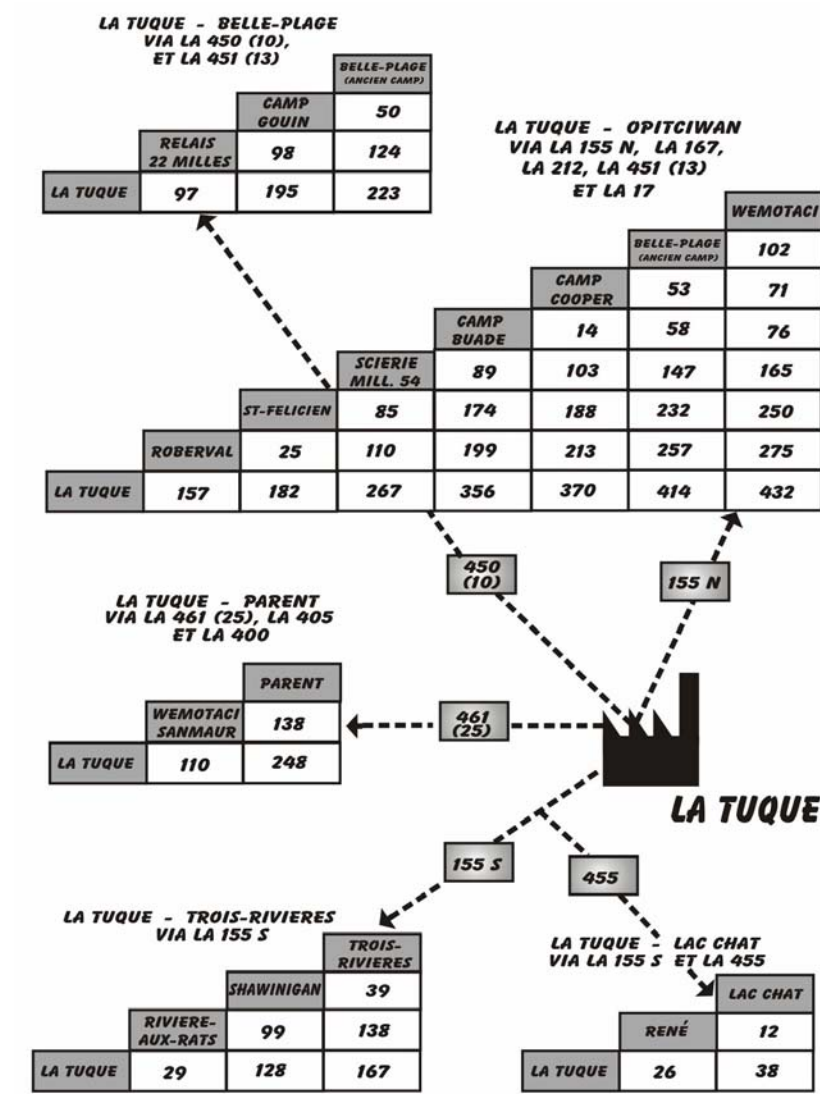 LA TUQUE - BELLE-PLAGE
VIA LA 450 (10),
ET LA 451 (13)
BELLE-PLAGE
(ANCIEN CAMP)
CAMP
GOUIN
50
RELAIS
22 MILLES
98
124
LA TUQUE
97
195
223
LA TUQUE - OPITCIWAN
VIA LA 155 N, LA 167,
LA 212, LA 451 (13)
ET LA 17
WEMOTACI
BELLE-PLAGE
(ANCIEN CAMP)
102
CAMP
COOPER
53
71
CAMP
BUADE
14
58
76
SCIERIE
MILL. 54
89
103
147
165
ST-FELICIEN
85
174
188
232
250
ROBERVAL
25
110
199
213
257
275
LA TUQUE
157
182
267
356
370
414
432
450
(10)
155 N
LA TUQUE - PARENT
VIA LA 461 (25), LA 405
ET LA 400
PARENT
WEMOTACI
SANMAUR
138
LA TUQUE
110
248
461
(25)
LA TUQUE
155 S
455
LA TUQUE - TROIS-RIVIERES
VIA LA 155 S
TROIS-
RIVIERES
SHAWINIGAN
39
RIVIERE-
AUX-RATS
99
138
LA TUQUE
29
128
167
LA TUQUE - LAC CHAT
VIA LA 155 S ET LA 455
LAC CHAT
RENÉ
12
LA TUQUE
26
38